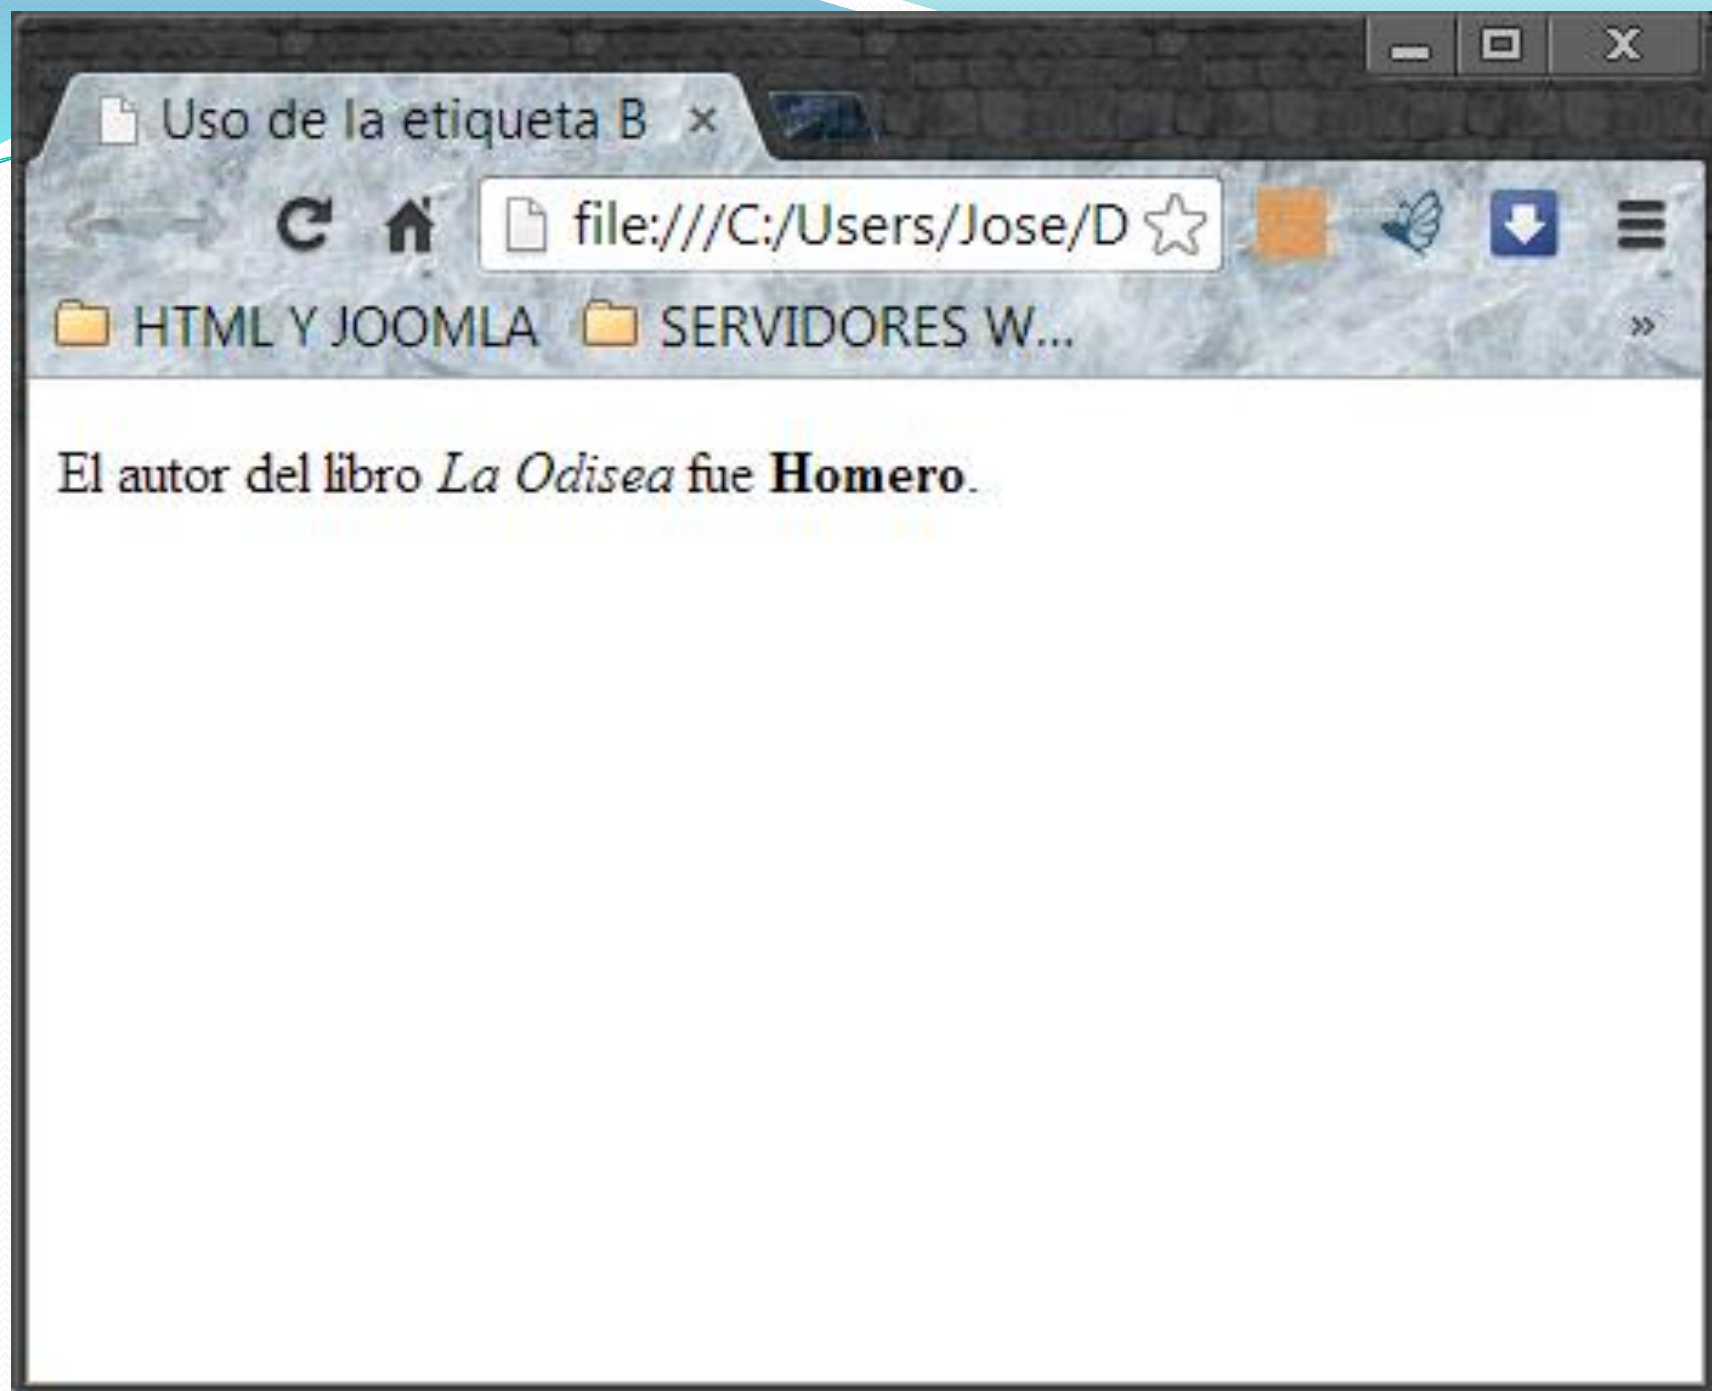 Uso de la etiqueta B
file:///C:/Users/Jose/D
HTML Y JOOMLA SERVIDORES W...
El autor del libro La Odisea fue Homero.